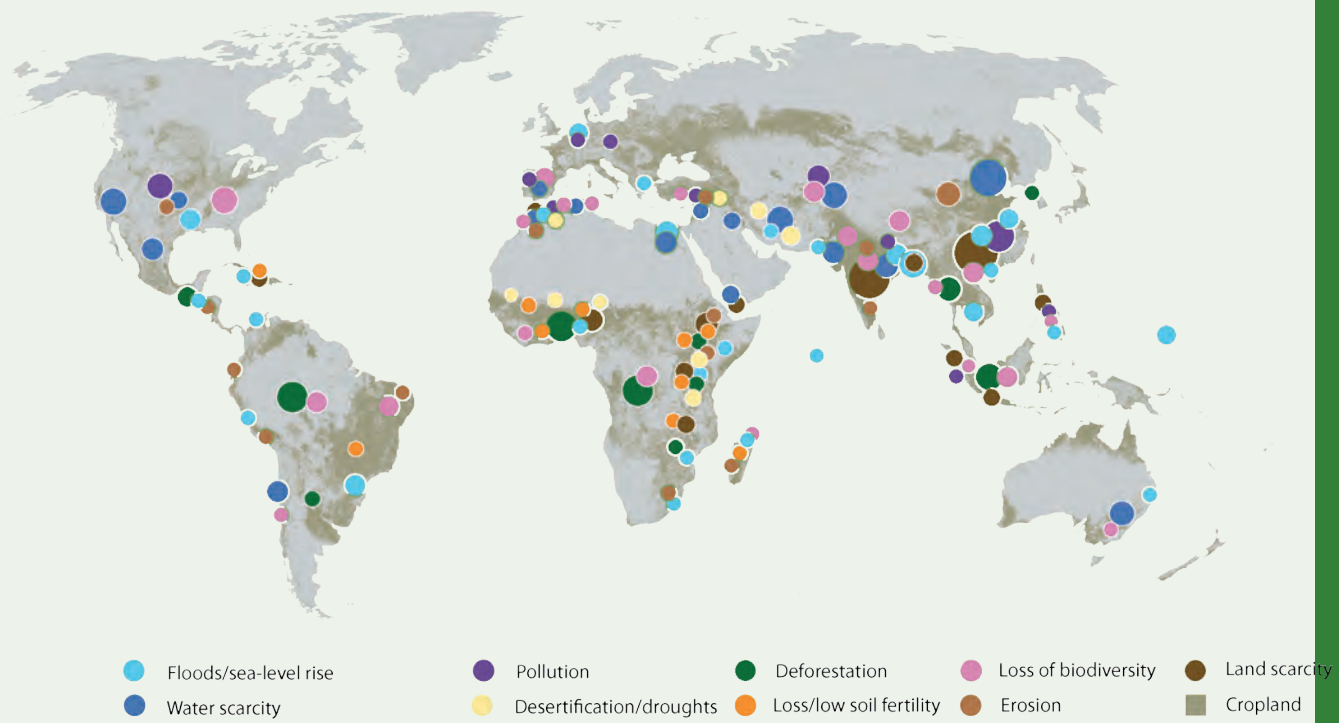 Floods/sea-level rise
Pollution
Deforestation
Loss of biodiversity
Land scarcity
Water scarcity
Desertification/droughts
Loss/low soil fertility
Erosion
Cropland